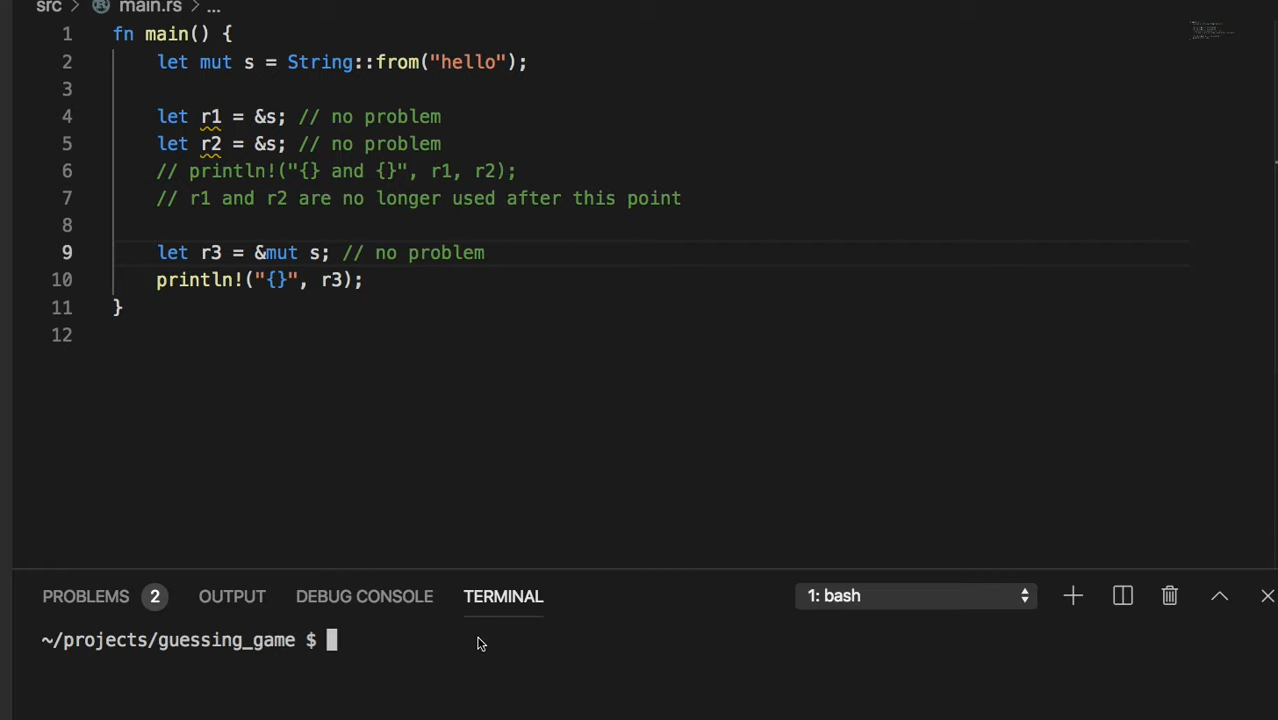 src > main.rs > ...
1 fn main() {
2 let mut s = String::from("hello");
3
4 let r1 = &s; // no problem
5 let r2 = &s; // no problem
6 // println!("{} and {}", r1, r2);
7 // r1 and r2 are no longer used after this point
8
9 let r3 = &mut s; // no problem
10 println!("{}", r3);
11 }
12
PROBLEMS 2 OUTPUT DEBUG CONSOLE TERMINAL 1: bash
~/projects/guessing_game $